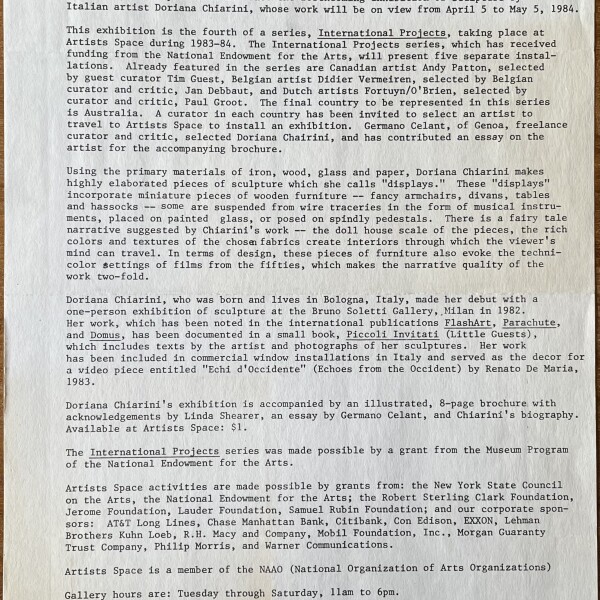 Italian artist Doriana Chiarini, whose work will be on view from April 5 to May 5, 1984.
This exhibition is the fourth of a series, International Projects, taking place at
Artists Space during 1983-84. The International Projects series, which has received
funding from the National Endowment for the Arts, will present five separate instal-
lations. Already featured in the series are Canadian artist Andy Patton, selected
by guest curator Tim Guest, Belgian artist Didier Vermeiren, selected by Belgian
curator and critic, Jan Debbaut, and Dutch artists Fortuyn/O'Brien, selected by
curator and critic, Paul Groot. The final country to be represented in this series
is Australia. A curator in each country has been invited to select an artist to
travel to Artists Space to install an exhibition. Germano Celant, of Genoa, freelance
curator and critic, selected Doriana Chairini, and has contributed an essay on the
artist for the accompanying brochure.
Using the primary materials of iron, wood, glass and paper, Doriana Chiarini makes
highly elaborated pieces of sculpture which she calls "displays." These "displays"
incorporate miniature pieces of wooden furniture -- fancy armchairs, divans, tables
and hassocks -- some are suspended from wire traceries in the form of musical instru-
ments, placed on painted glass, or posed on spindly pedestals. There is a fairy tale
narrative suggested by Chiarini's work -- the doll house scale of the pieces, the rich
colors and textures of the chosen fabrics create interiors through which the viewer's
mind can travel. In terms of design, these pieces of furniture also evoke the techni-
color settings of films from the fifties, which makes the narrative quality of the
work two-fold.
Doriana Chiarini, who was born and lives in Bologna, Italy, made her debut with a
one-person exhibition of sculpture at the Bruno Soletti Gallery, Milan in 1982.
Her work, which has been noted in the international publications FlashArt, Parachute,
and Domus, has been documented in a small book, Piccoli Invitati (Little Guests),
which includes texts by the artist and photographs of her sculptures. Her work
has been included in commercial window installations in Italy and served as the decor for
a video piece entitled "Echi d'Occidente" (Echoes from the Occident) by Renato De Maria,
1983.
Doriana Chiarini's exhibition is accompanied by an illustrated, 8-page brochure with
acknowledgements by Linda Shearer, an essay by Germano Celant, and Chiarini's biography.
Available at Artists Space: $1.
The International Projects series was made possible by a grant from the Museum Program
of the National Endowment for the Arts.
Artists Space activities are made possible by grants from: the New York State Council
on the Arts, the National Endowment for the Arts; the Robert Sterling Clark Foundation,
Jerome Foundation, Lauder Foundation, Samuel Rubin Foundation; and our corporate spon-
sors: AT&T Long Lines, Chase Manhattan Bank, Citibank, Con Edison, EXXON, Lehman
Brothers Kuhn Loeb, R.H. Macy and Company, Mobil Foundation, Inc., Morgan Guaranty
Trust Company, Philip Morris, and Warner Communications.
Artists Space is a member of the NAAO (National Organization of Arts Organizations)
Gallery hours are: Tuesday through Saturday, 11am to 6pm.